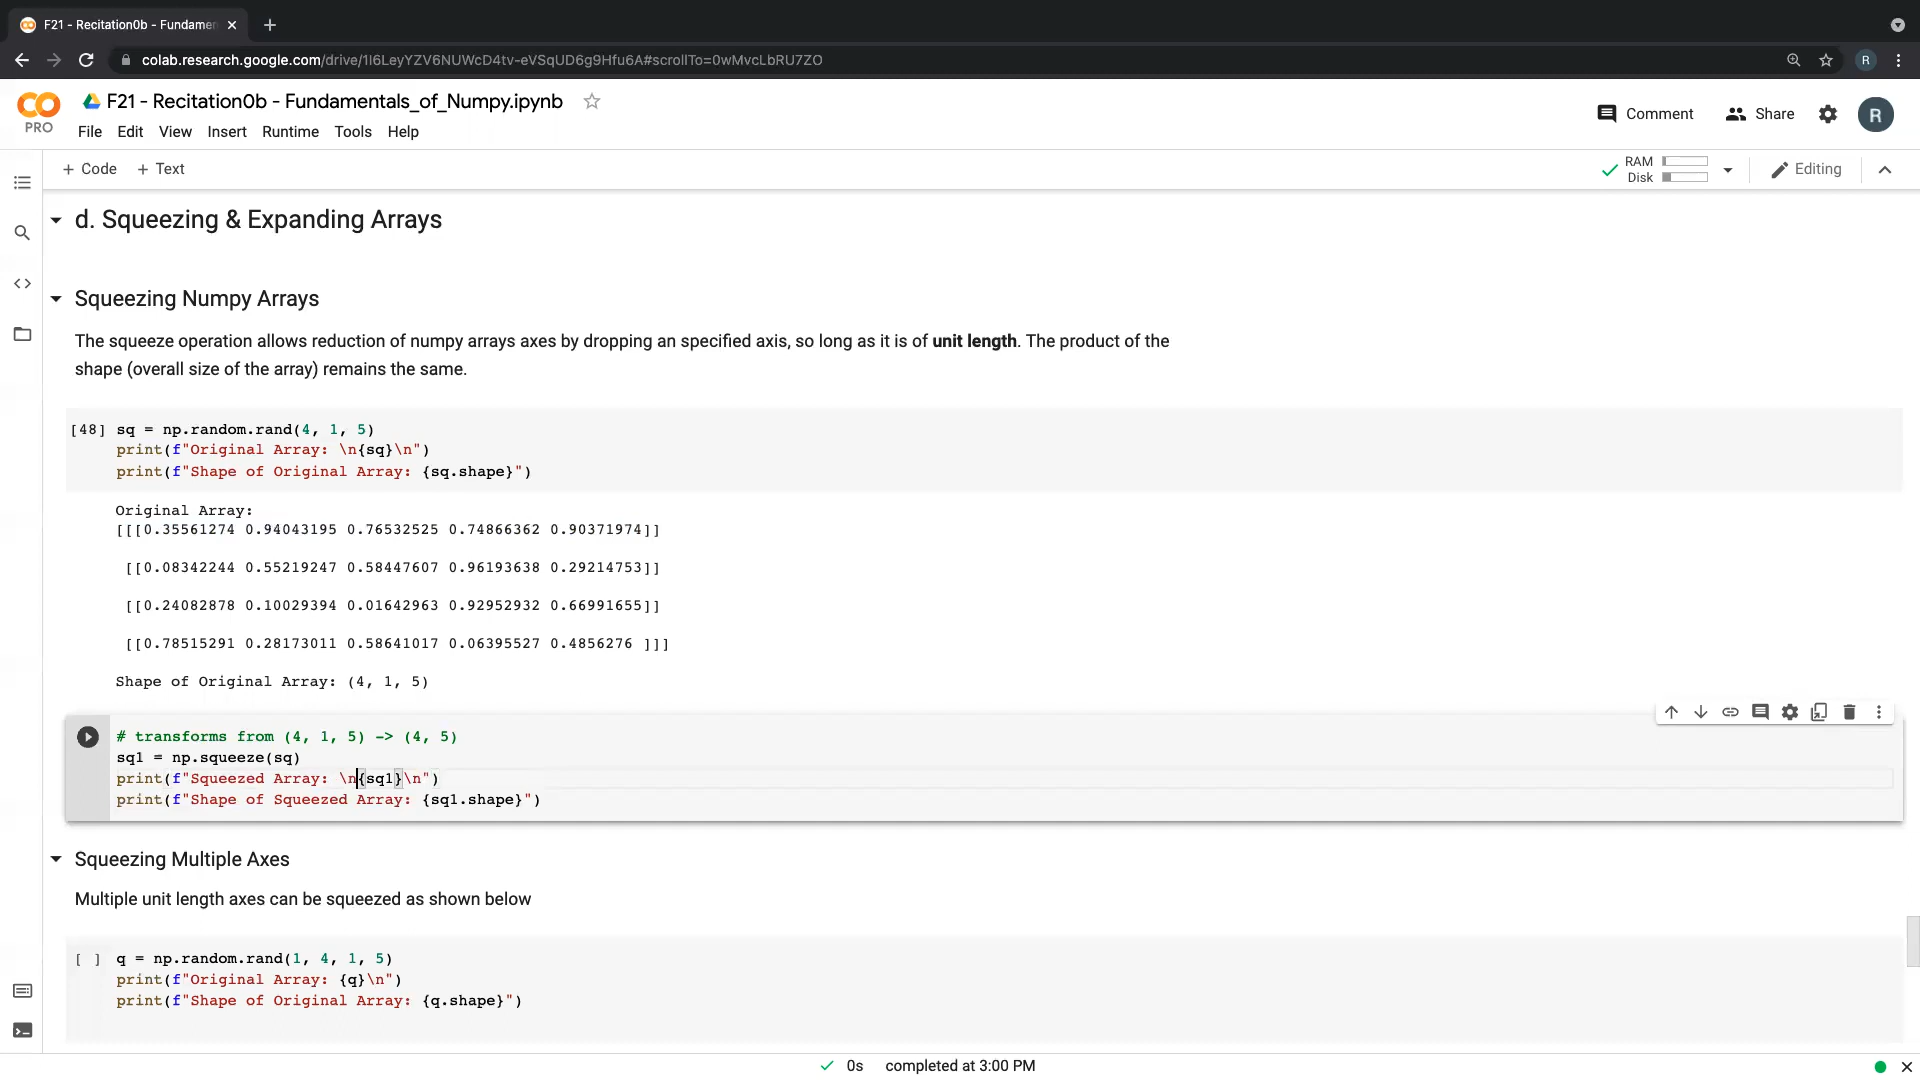 F21 - Recitation0b - Fundamen
colab.research.google.com/drive/1I6LeyYZV6NUWcD4tv-eVSqUD6g9Hfu6A#scrollTo=0wMvcLbRU7ZO
R
PRO
F21 - Recitation0b - Fundamentals_of_Numpy.ipynb
File Edit View Insert Runtime Tools Help
Comment Share R
+ Code + Text
RAM
Disk
Editing
d. Squeezing & Expanding Arrays
Squeezing Numpy Arrays
The squeeze operation allows reduction of numpy arrays axes by dropping an specified axis, so long as it is of unit length. The product of the
shape (overall size of the array) remains the same.
[48] sq = np.random.rand(4, 1, 5)
print(f"Original Array: \n{sq}\n")
print(f"Shape of Original Array: {sq.shape}")
Original Array:
[[[0.35561274 0.94043195 0.76532525 0.74866362 0.90371974]]
[[0.08342244 0.55219247 0.58447607 0.96193638 0.29214753]]
[[0.24082878 0.10029394 0.01642963 0.92952932 0.66991655]]
[[0.78515291 0.28173011 0.58641017 0.06395527 0.4856276 ]]]
Shape of Original Array: (4, 1, 5)
# transforms from (4, 1, 5) -> (4, 5)
sq1 = np.squeeze(sq)
print(f"Squeezed Array: \n{sq1}\n")
print(f"Shape of Squeezed Array: {sq1.shape}")
Squeezing Multiple Axes
Multiple unit length axes can be squeezed as shown below
[ ] q = np.random.rand(1, 4, 1, 5)
print(f"Original Array: {q}\n")
print(f"Shape of Original Array: {q.shape}")
0s completed at 3:00 PM